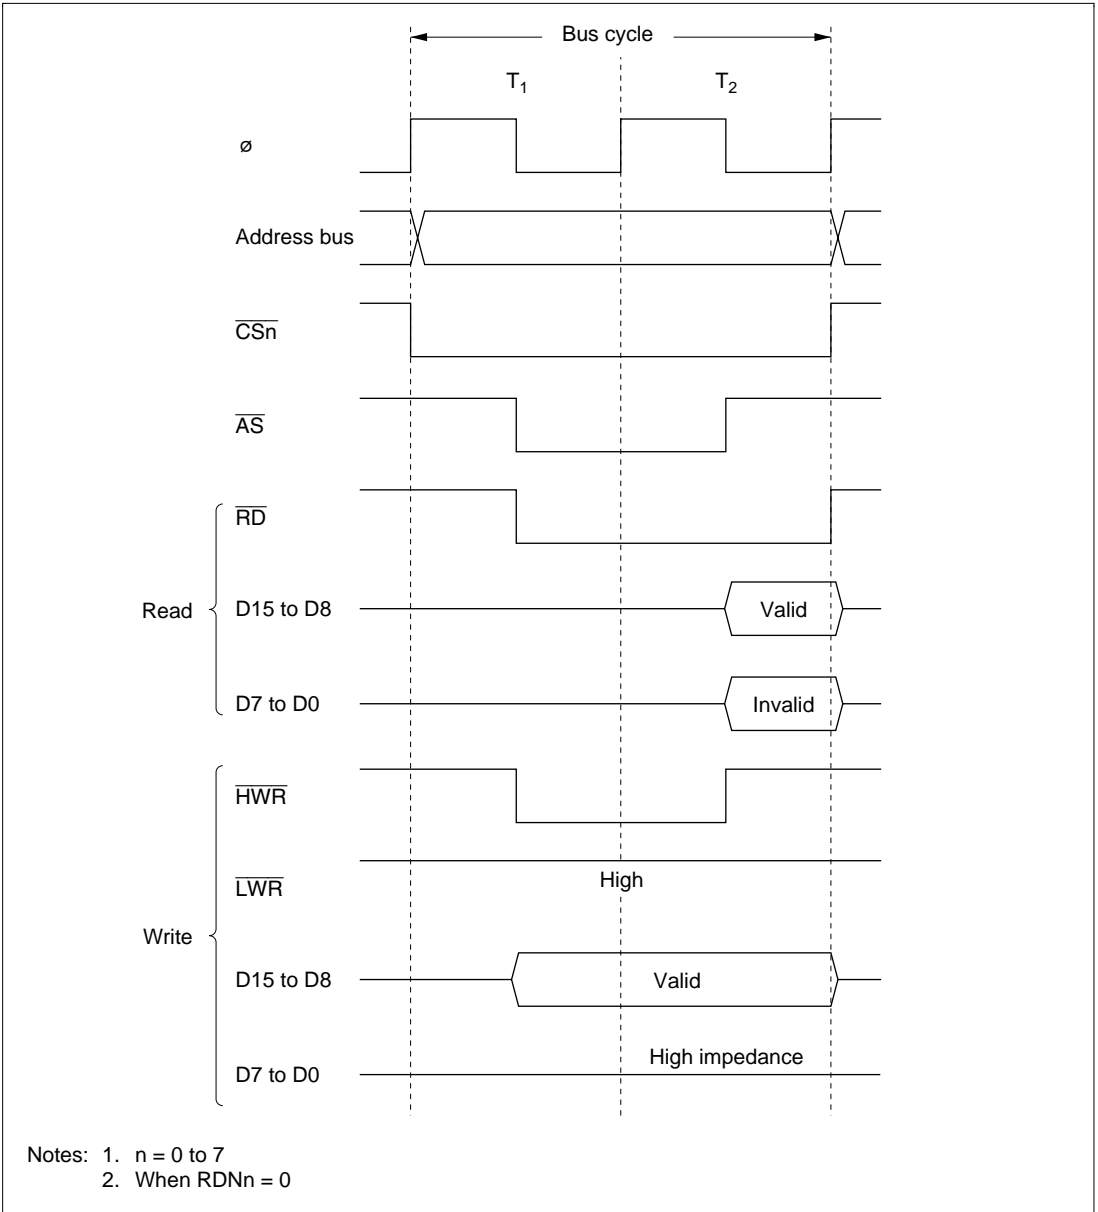 Bus cycle
T1 T2
ø
Address bus
CSn
AS
RD
Read D15 to D8 Valid
D7 to D0 Invalid
HWR
High
LWR
Write
D15 to D8 Valid
High impedance
D7 to D0
Notes: 1. n = 0 to 7
2. When RDNn = 0